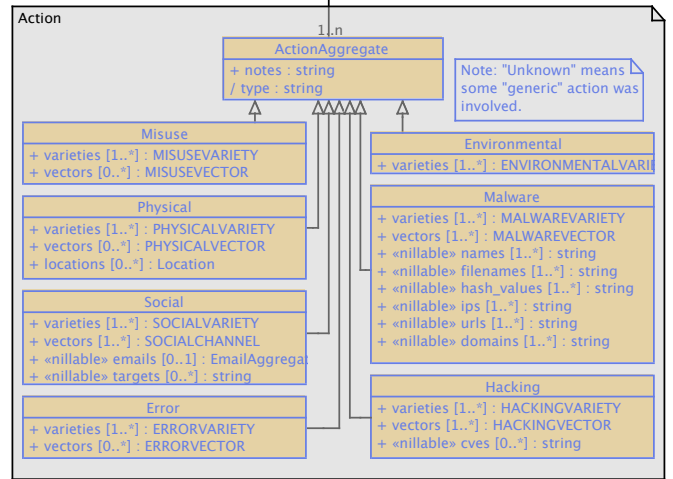 Action
1..n
ActionAggregate
+ notes : string
/ type : string
Note: "Unknown" means
some "generic" action was
involved.
Misuse
+ varieties [1..*] : MISUSEVARIETY
+ vectors [0..*] : MISUSEVECTOR
Environmental
+ varieties [1..*] : ENVIRONMENTALVARI
Physical
+ varieties [1..*] : PHYSICALVARIETY
+ vectors [0..*] : PHYSICALVECTOR
+ locations [0..*] : Location
Malware
+ varieties [1..*] : MALWAREVARIETY
+ vectors [1..*] : MALWAREVECTOR
+ «nillable» names [1..*] : string
+ «nillable» filenames [1..*] : string
+ «nillable» hash_values [1..*] : string
+ «nillable» ips [1..*] : string
+ «nillable» urls [1..*] : string
+ «nillable» domains [1..*] : string
Social
+ varieties [1..*] : SOCIALVARIETY
+ vectors [1..*] : SOCIALCHANNEL
+ «nillable» emails [0..1] : EmailAggregat
+ «nillable» targets [0..*] : string
Error
+ varieties [1..*] : ERRORVARIETY
+ vectors [0..*] : ERRORVECTOR
Hacking
+ varieties [1..*] : HACKINGVARIETY
+ vectors [1..*] : HACKINGVECTOR
+ «nillable» cves [0..*] : string